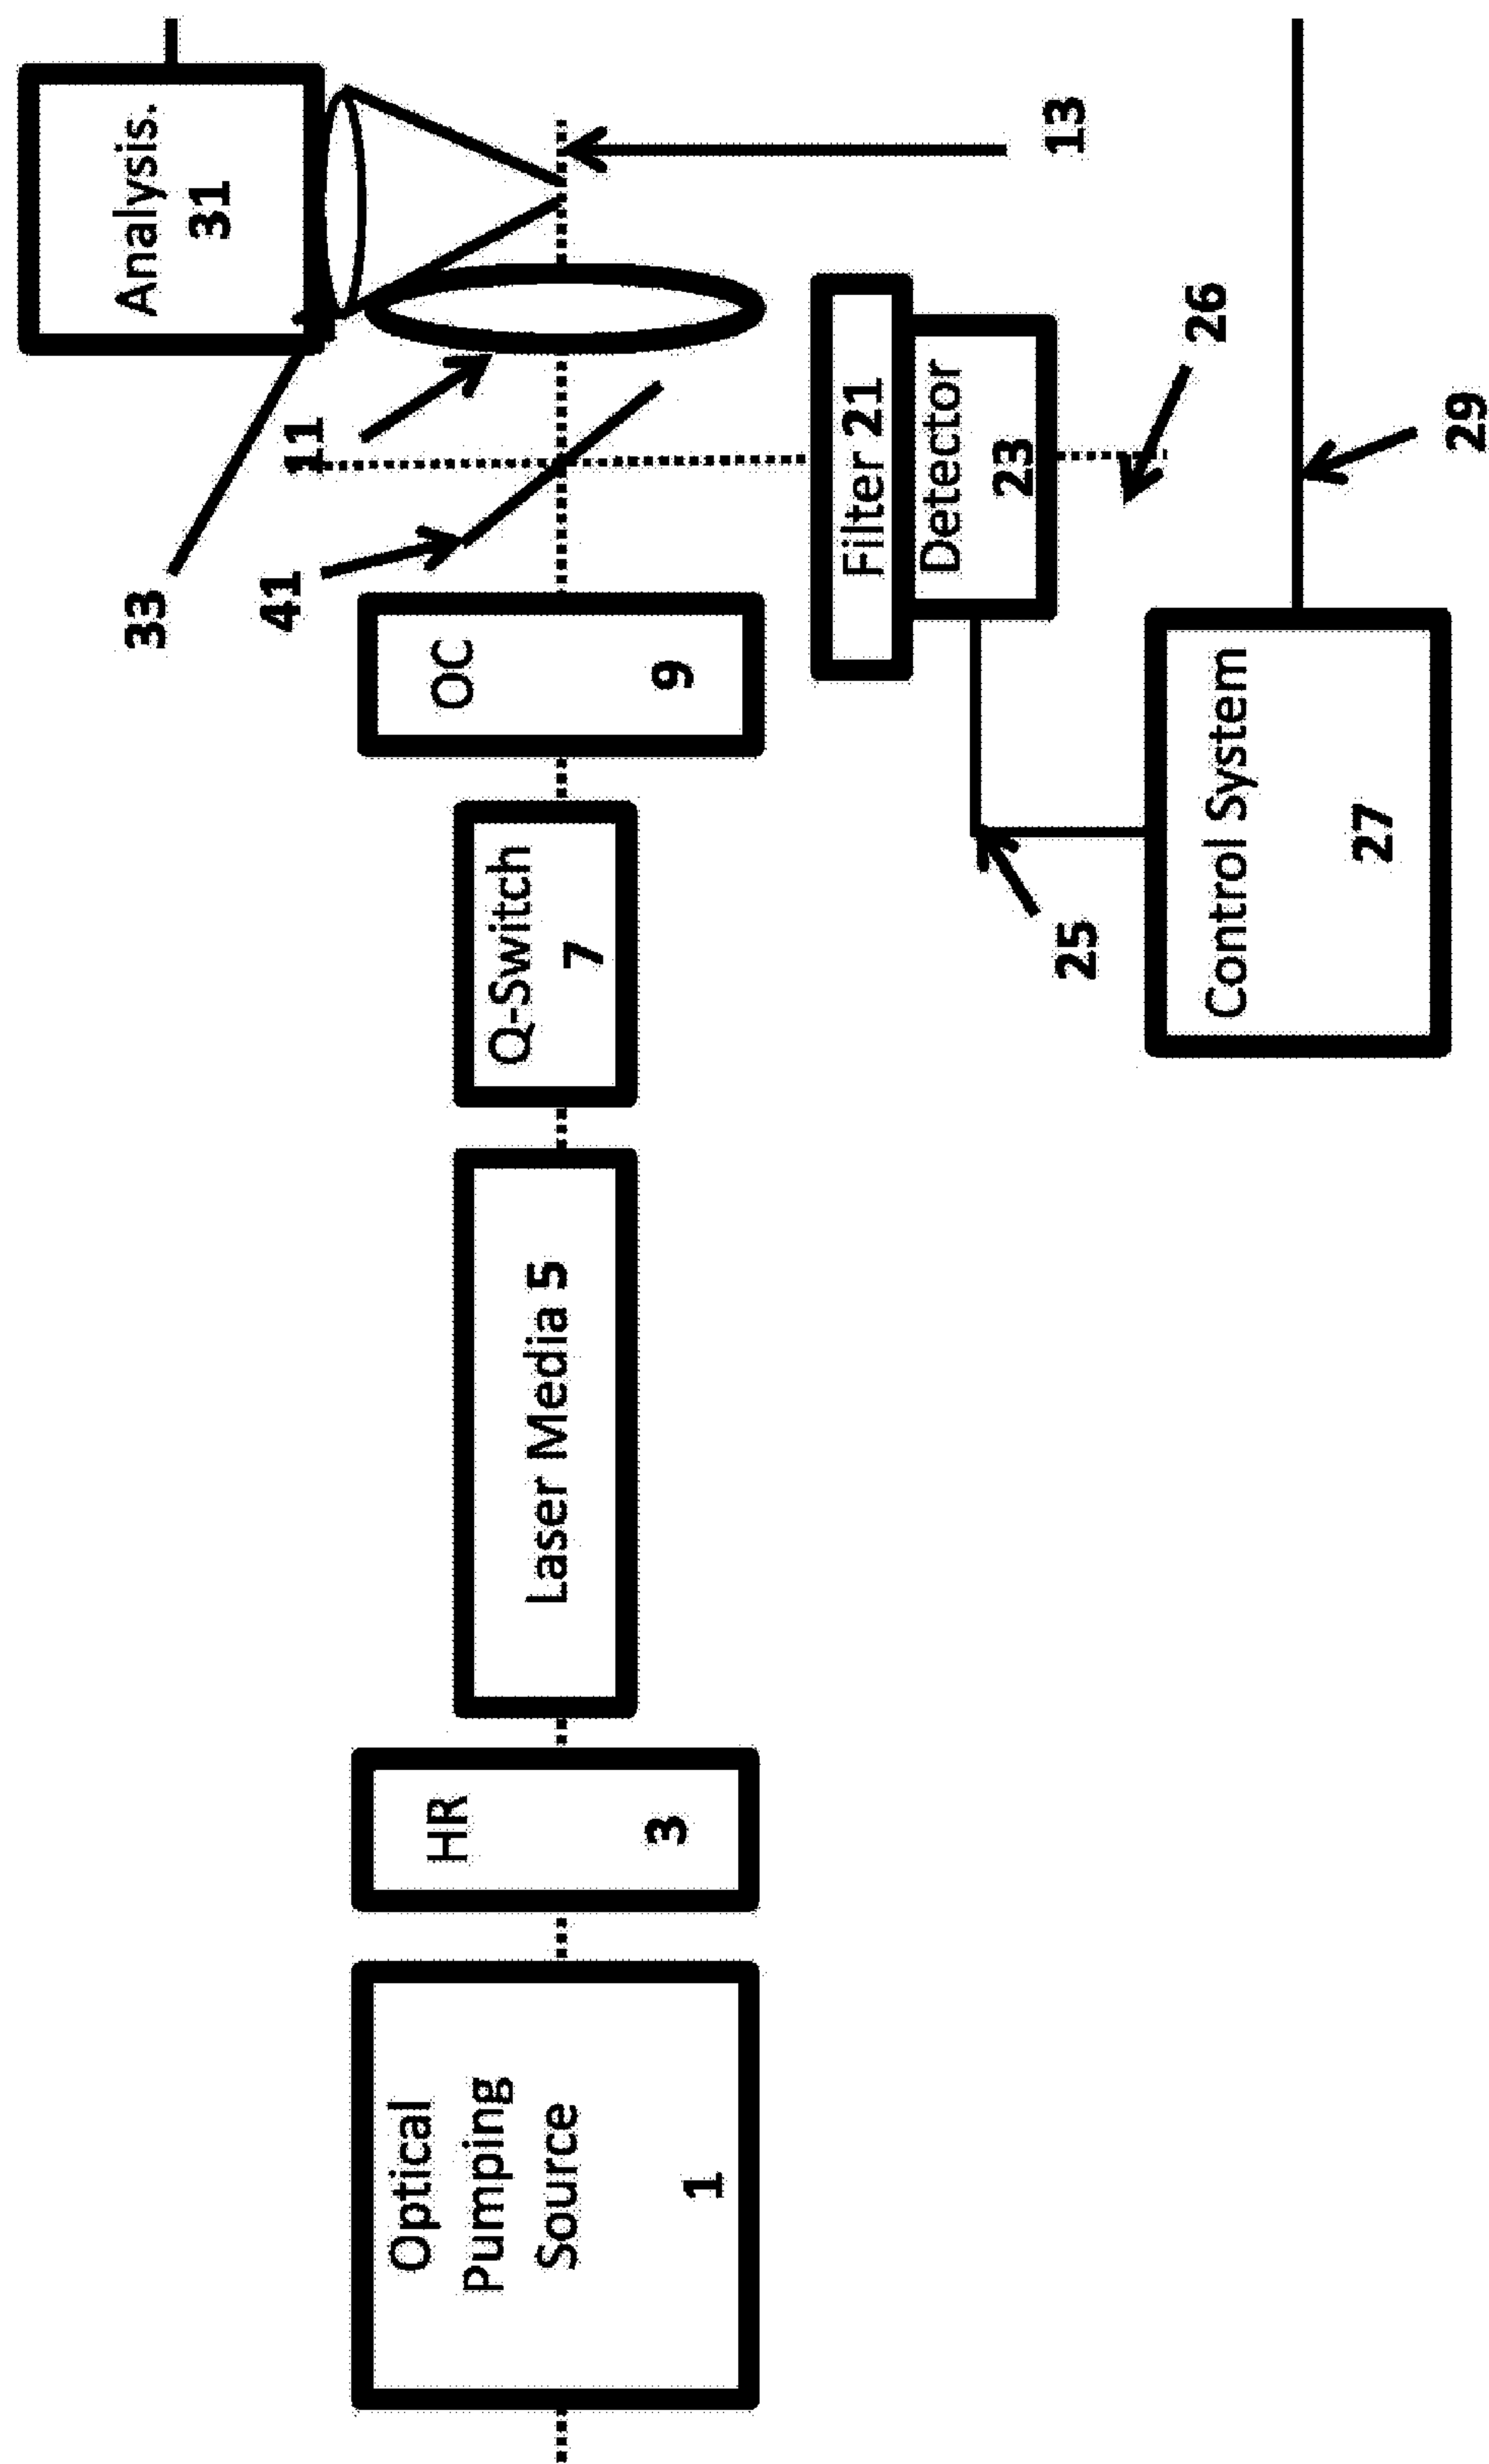 Optical
Pumping
Source
1
HR
3
Laser Media 5
Q-Switch
7
OC
9
41
33
11
Analysis.
31
13
Filter 21
Detector
23
26
25
Control System
27
29